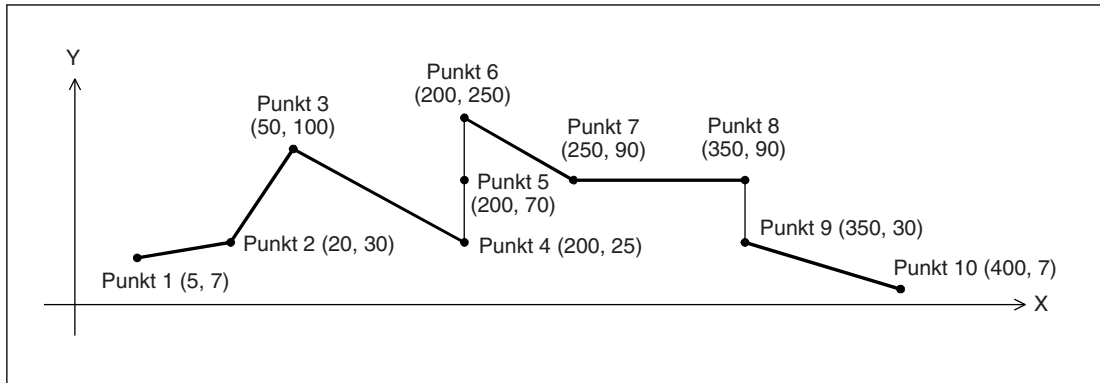 Y
Punkt 6
(200, 250)
Punkt 3
(50, 100)
Punkt 7
(250, 90)
Punkt 8
(350, 90)
Punkt 5
(200, 70)
Punkt 2 (20, 30)
Punkt 4 (200, 25)
Punkt 9 (350, 30)
Punkt 1 (5, 7)
Punkt 10 (400, 7)
X